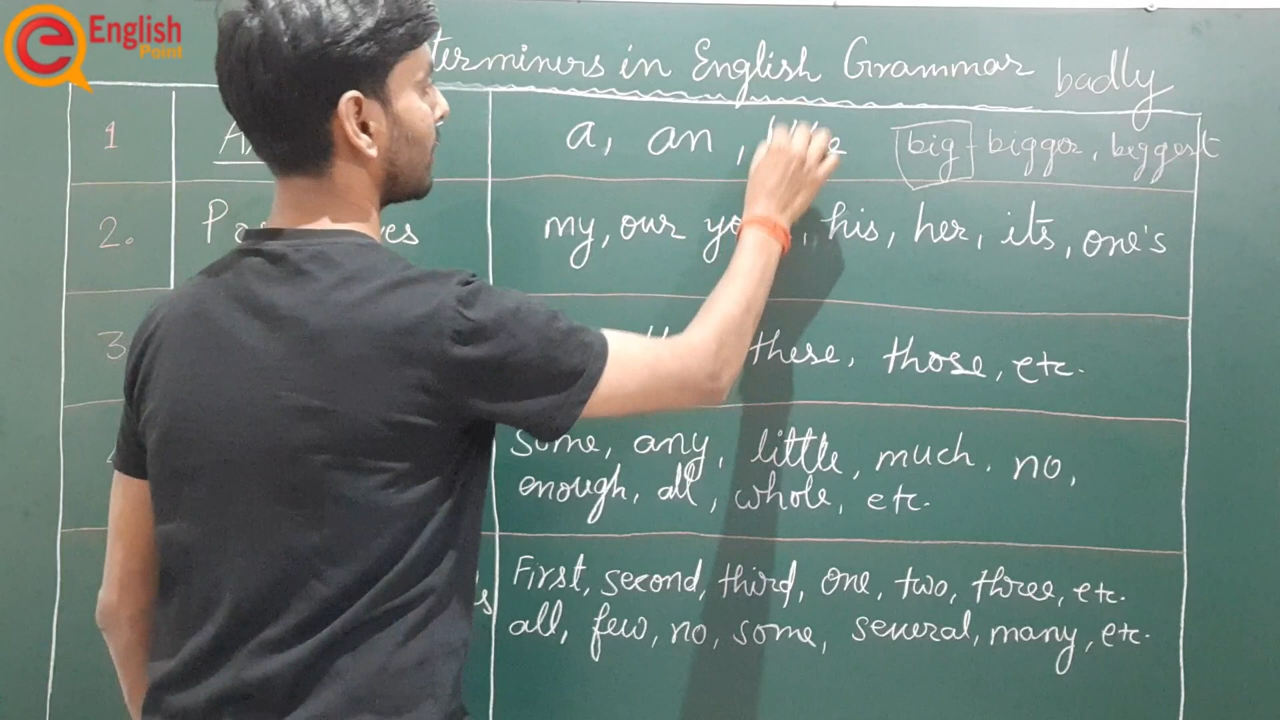 English
Point
terminers in English Grammar badly
1 a, an, big - bigger, biggest
2. my, our his, her, its, one's
3 these, those, etc.
some, any, little, much, no,
enough, all, whole, etc.
First, second, third, one, two, three, etc.
all, few, no, some, several, many, etc.